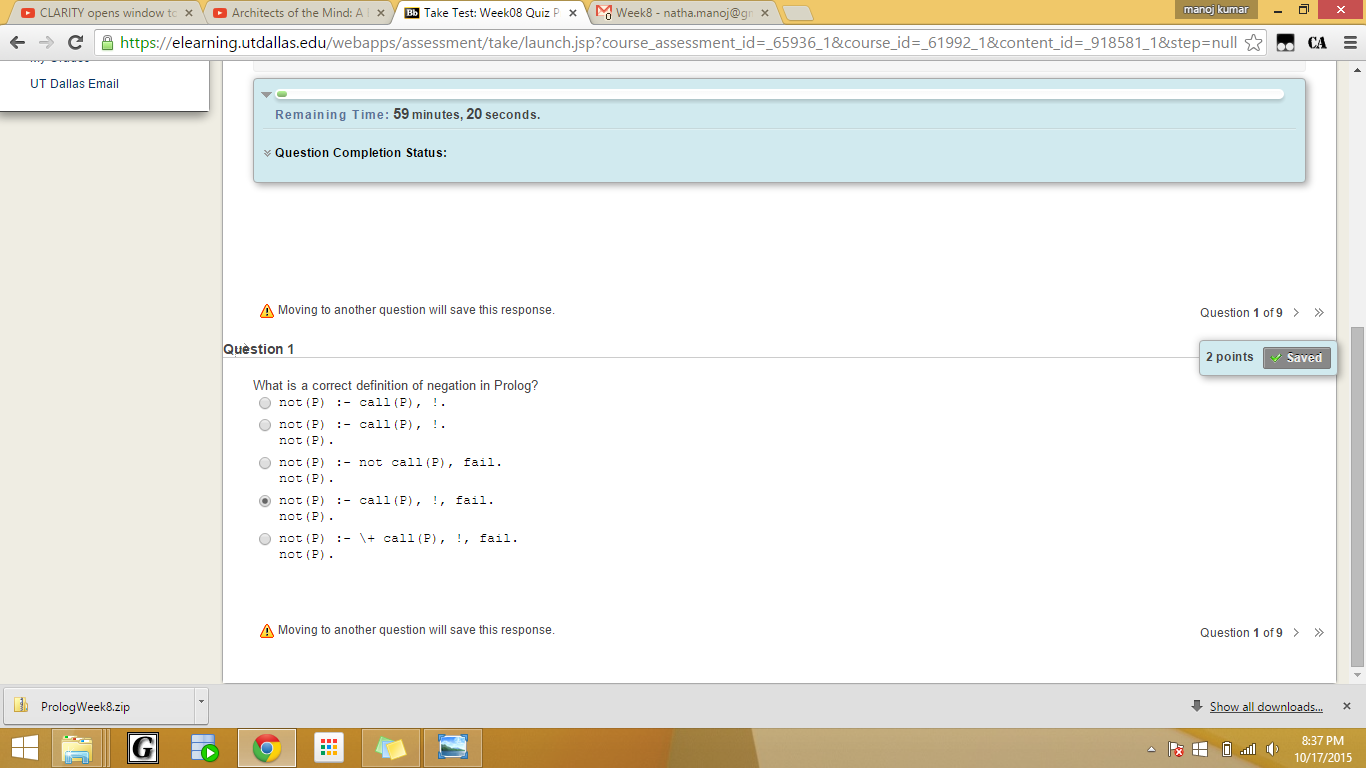 CLARITY opens window to
Architects of the Mind: A
Bb Take Test: Week08 Quiz P
Week8 - natha.manoj@gm
manoj kumar
https://elearning.utdallas.edu/webapps/assessment/take/launch.jsp?course_assessment_id=_65936_1&course_id=_61992_1&content_id=_918581_1&step=null
CA
UT Dallas Email
Remaining Time: 59 minutes, 20 seconds.
Question Completion Status:
Moving to another question will save this response.
Question 1 of 9 > >>
Question 1
2 points
Saved
What is a correct definition of negation in Prolog?
not(P) :- call(P), !.
not(P) :- call(P), !.
not(P).
not(P) :- not call(P), fail.
not(P).
not(P) :- call(P), !, fail.
not(P).
not(P) :- \+ call(P), !, fail.
not(P).
Moving to another question will save this response.
Question 1 of 9 > >>
PrologWeek8.zip
Show all downloads...
G
8:37 PM
10/17/2015